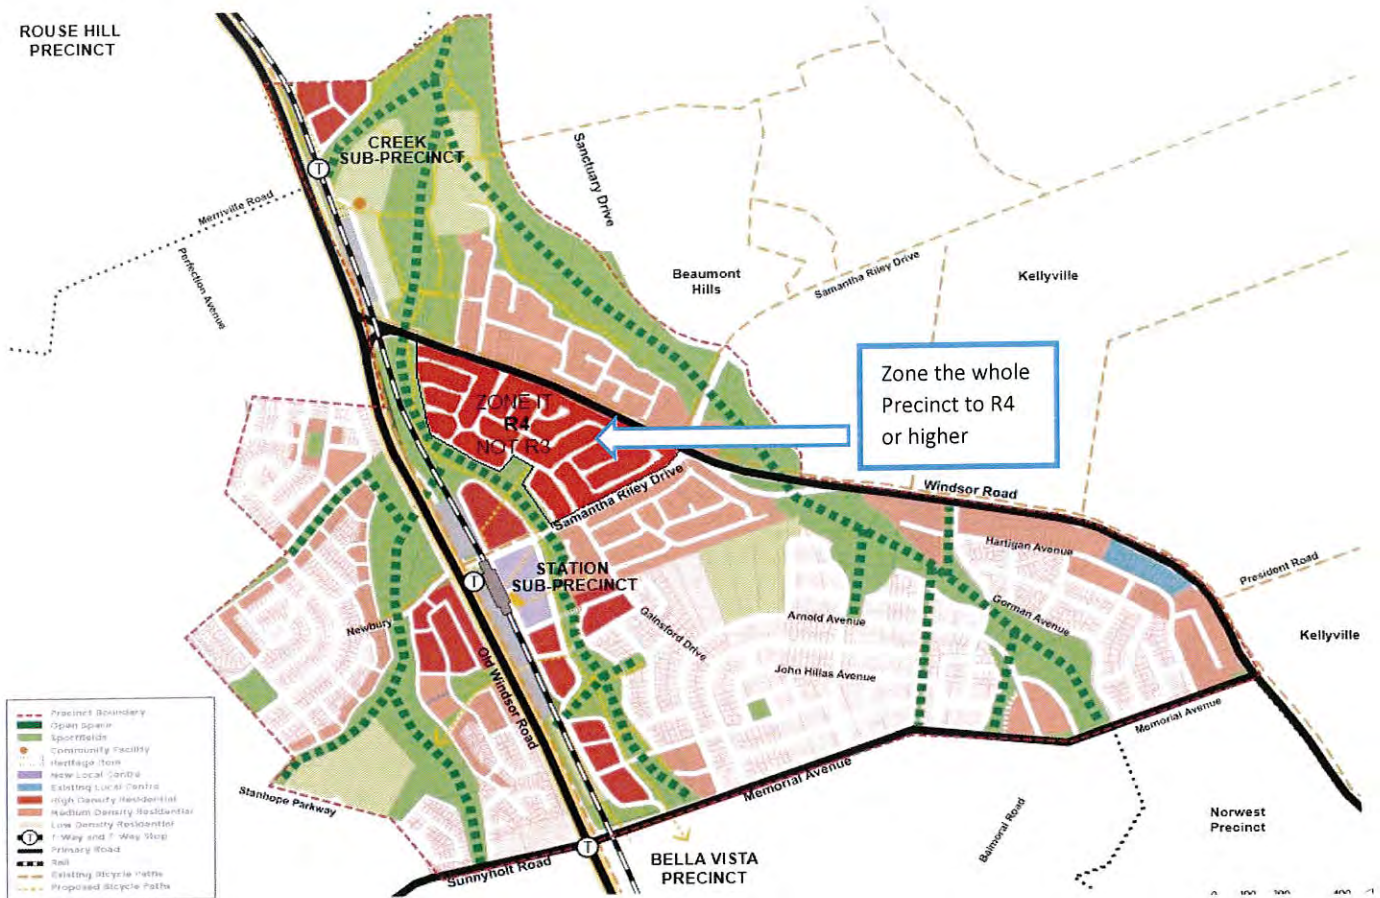 ROUSE HILL
PRECINCT
CREEK
SUB-PRECINCT
Sanctuary Drive
Merriville Road
Perfection Avenue
Beaumont
Hills
Samantha Riley Drive
Kellyville
Zone the whole
Precinct to R4
or higher
ZONE IT
R4
NOT R3
Samantha Riley Drive
Windsor Road
Hartigan Avenue
President Road
STATION
SUB-PRECINCT
Gainsford Drive
Arnold Avenue
Gorman Avenue
Newbury
Old Windsor Road
John Hillas Avenue
Kellyville
Memorial Avenue
Memorial Avenue
Stanhope Parkway
Sunnyholt Road
Balmoral Road
Norwest
Precinct
BELLA VISTA
PRECINCT
T
T
T
Precinct Boundary
Open Space
Sportfields
Community Facility
Heritage Item
New Local Centre
Existing Local Centre
High Density Residential
Medium Density Residential
Low Density Residential
T T-Way and T-Way Stop
Primary Road
Rail
Existing Bicycle Paths
Proposed Bicycle Paths